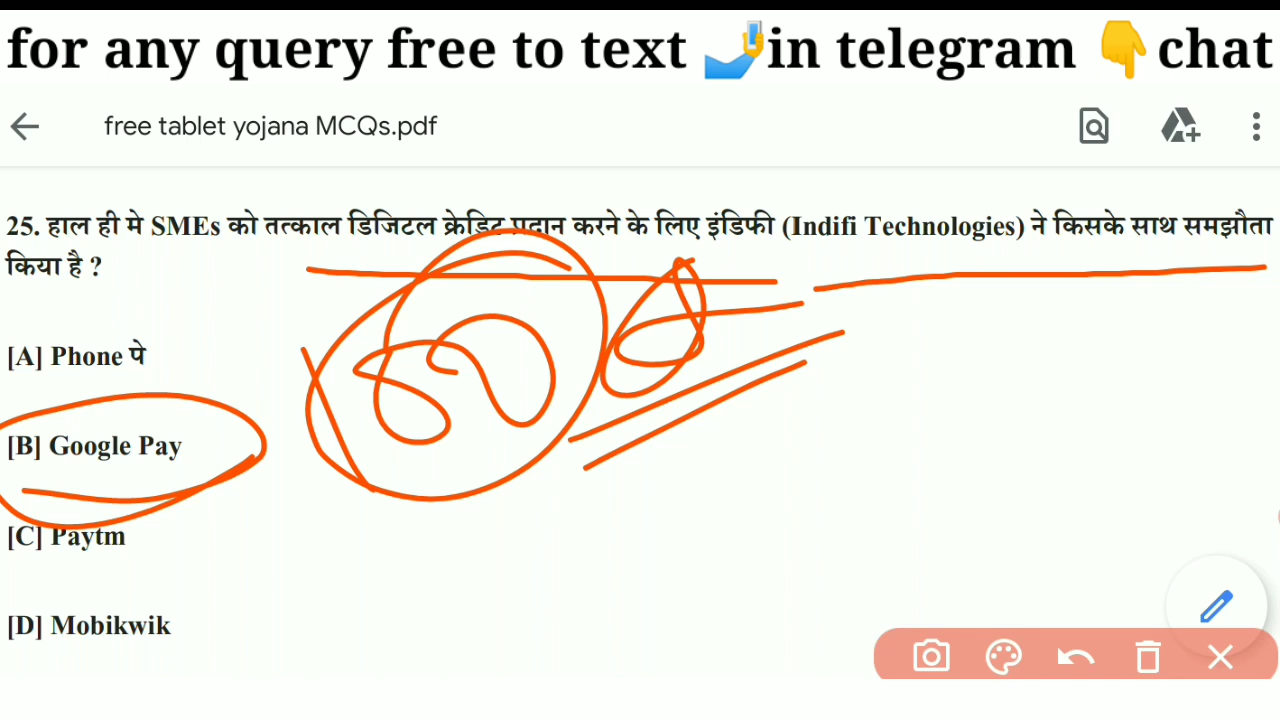 for any query free to text 🤳in telegram 👇chat
free tablet yojana MCQs.pdf
25. हाल ही मे SMEs को तत्काल डिजिटल क्रेडिट प्रदान करने के लिए इंडिफी (Indifi Technologies) ने किसके साथ समझौता
किया है ?
[A] Phone पे
[B] Google Pay
[C] Paytm
[D] Mobikwik